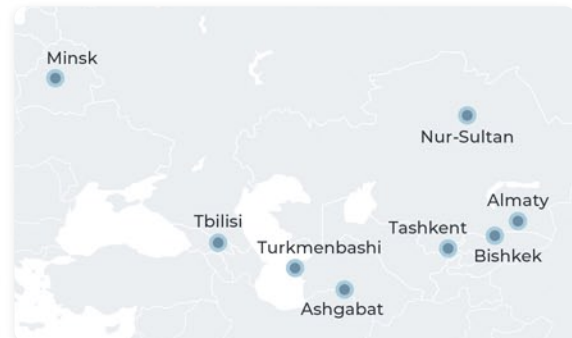 Minsk
Nur-Sultan
Almaty
Tbilisi
Tashkent
Turkmenbashi
Bishkek
Ashgabat